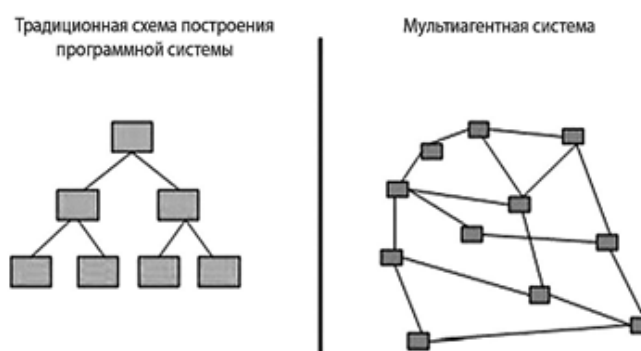 Традиционная схема построения
программной системы
Мультиагентная система